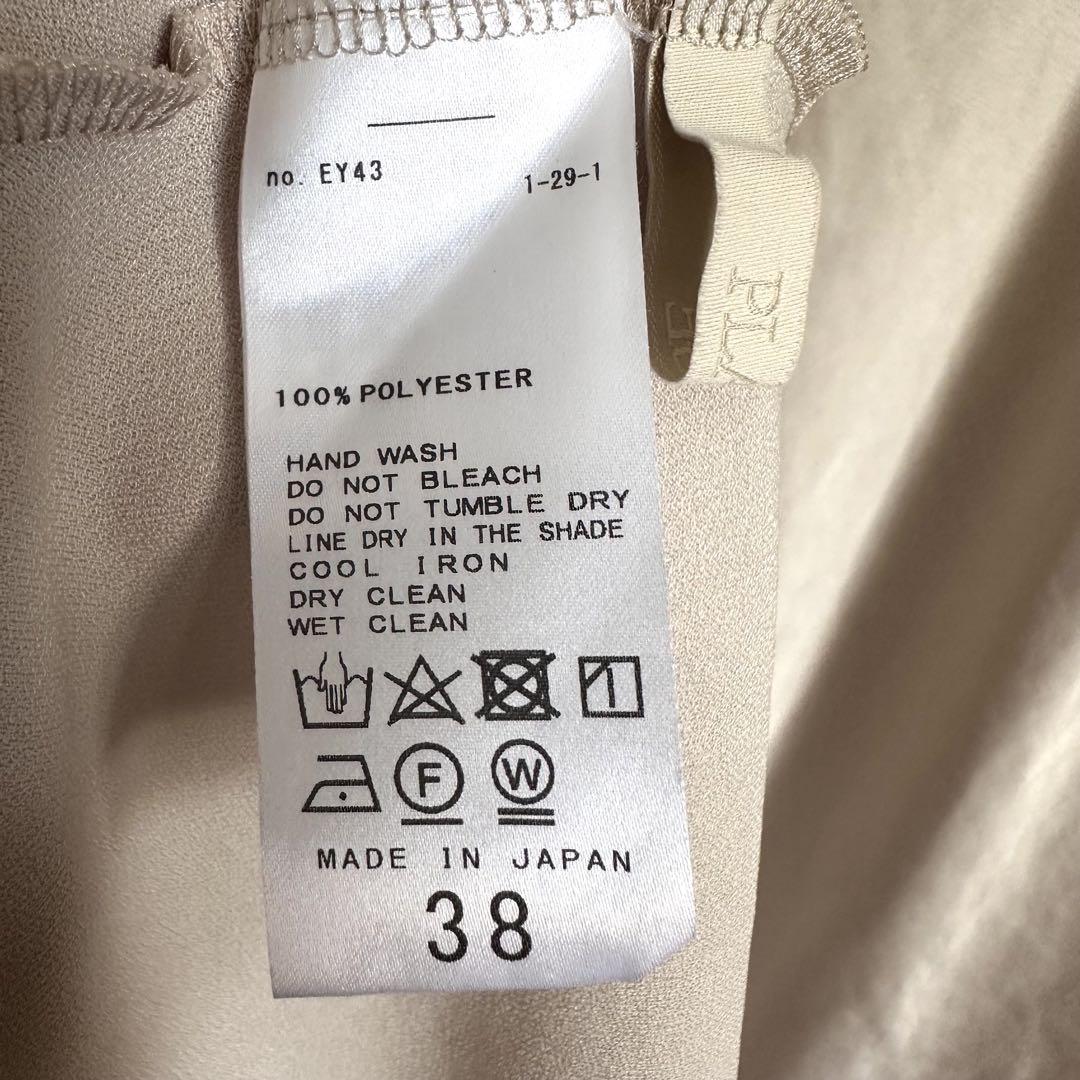 no. EY43 1-29-1
100% POLYESTER
HAND WASH
DO NOT BLEACH
DO NOT TUMBLE DRY
LINE DRY IN THE SHADE
COOL IRON
DRY CLEAN
WET CLEAN
F W
MADE IN JAPAN
38
PL